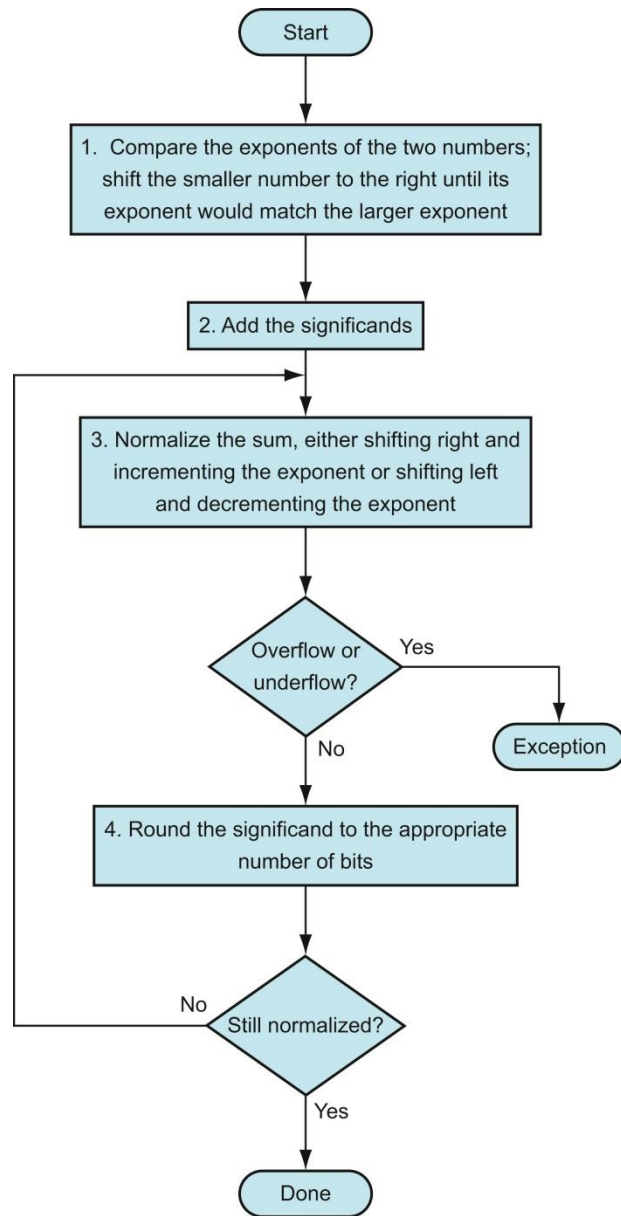 Start
1. Compare the exponents of the two numbers;
shift the smaller number to the right until its
exponent would match the larger exponent
2. Add the significands
3. Normalize the sum, either shifting right and
incrementing the exponent or shifting left
and decrementing the exponent
Overflow or
underflow?
Yes
No
Exception
4. Round the significand to the appropriate
number of bits
No
Still normalized?
Yes
Done